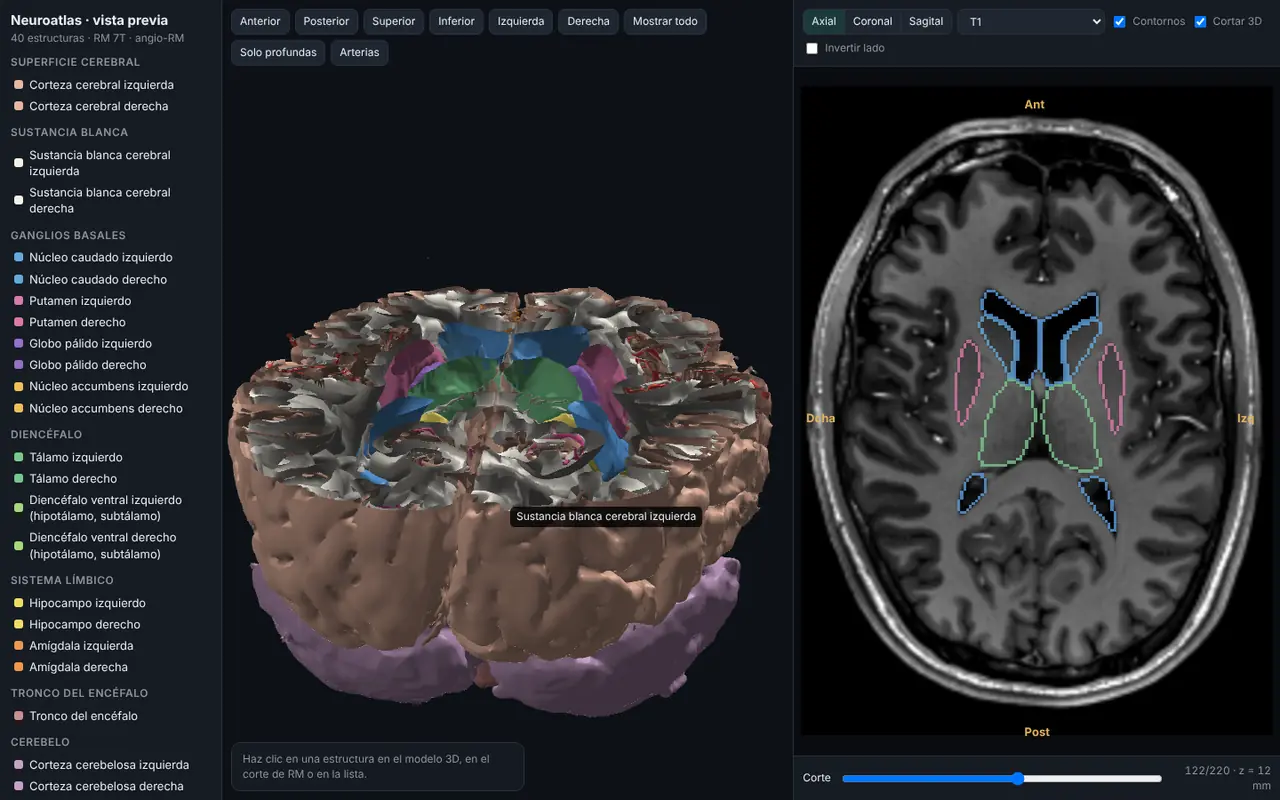 Neuroatlas · vista previa
40 estructuras · RM 7T · angio-RM
SUPERFICIE CEREBRAL
Corteza cerebral izquierda
Corteza cerebral derecha
SUSTANCIA BLANCA
Sustancia blanca cerebral
izquierda
Sustancia blanca cerebral
derecha
GANGLIOS BASALES
Núcleo caudado izquierdo
Núcleo caudado derecho
Putamen izquierdo
Putamen derecho
Globo pálido izquierdo
Globo pálido derecho
Núcleo accumbens izquierdo
Núcleo accumbens derecho
DIENCÉFALO
Tálamo izquierdo
Tálamo derecho
Diencéfalo ventral izquierdo
(hipotálamo, subtálamo)
Diencéfalo ventral derecho
(hipotálamo, subtálamo)
SISTEMA LÍMBICO
Hipocampo izquierdo
Hipocampo derecho
Amígdala izquierda
Amígdala derecha
TRONCO DEL ENCÉFALO
Tronco del encéfalo
CEREBELO
Corteza cerebelosa izquierda
Corteza cerebelosa derecha
Anterior Posterior Superior Inferior Izquierda Derecha Mostrar todo
Solo profundas Arterias
Sustancia blanca cerebral izquierda
Haz clic en una estructura en el modelo 3D, en el
corte de RM o en la lista.
Axial Coronal Sagital T1 Contornos Cortar 3D
Invertir lado
Ant
Dcha Izq
Post
Corte 122/220 · z = 12
mm